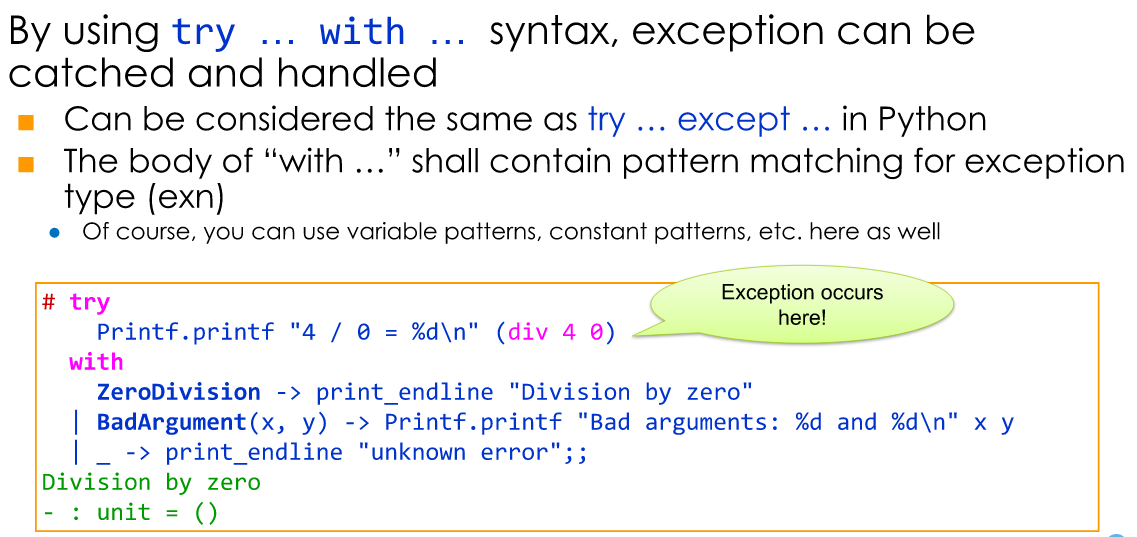 By using try … with … syntax, exception can be
catched and handled
Can be considered the same as try … except … in Python
The body of “with …” shall contain pattern matching for exception
type (exn)
Of course, you can use variable patterns, constant patterns, etc. here as well
Exception occurs
here!
# try
Printf.printf "4 / 0 = %d\n" (div 4 0)
with
ZeroDivision -> print_endline "Division by zero"
| BadArgument(x, y) -> Printf.printf "Bad arguments: %d and %d\n" x y
| _ -> print_endline "unknown error";;
Division by zero
- : unit = ()